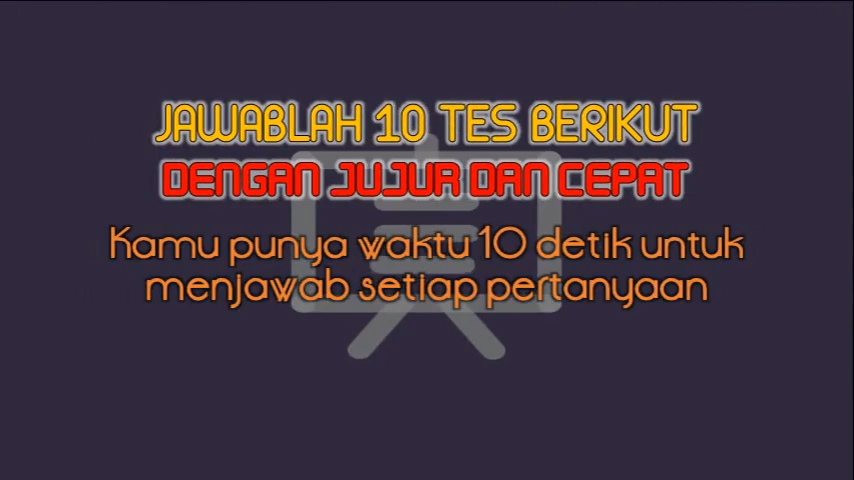 JAWABLAH 10 TES BERIKUT
DENGAN JUJUR DAN CEPAT
Kamu punya waktu 10 detik untuk
menjawab setiap pertanyaan